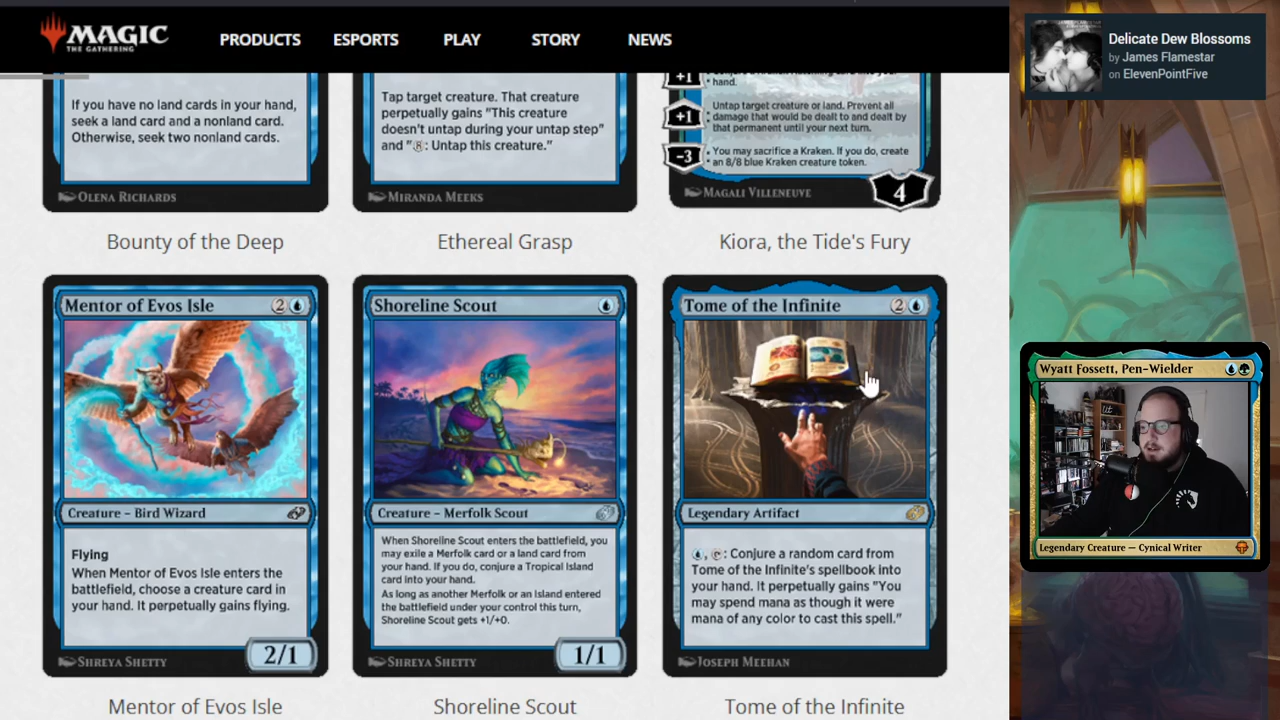 MAGIC
THE GATHERING
PRODUCTS
ESPORTS
PLAY
STORY
NEWS
Delicate Dew Blossoms
by James Flamestar
on ElevenPointFive
If you have no land cards in your hand,
seek a land card and a nonland card.
Otherwise, seek two nonland cards.
OLENA RICHARDS
Bounty of the Deep
Tap target creature. That creature
perpetually gains "This creature
doesn't untap during your untap step"
and "8: Untap this creature."
MIRANDA MEEKS
Ethereal Grasp
+1
hand.
+1
Untap target creature or land. Prevent all
damage that would be dealt to and dealt by
that permanent until your next turn.
-3
You may sacrifice a Kraken. If you do, create
an 8/8 blue Kraken creature token.
MAGALI VILLENEUVE
4
Kiora, the Tide's Fury
Mentor of Evos Isle 2
Creature – Bird Wizard
Flying
When Mentor of Evos Isle enters the
battlefield, choose a creature card in
your hand. It perpetually gains flying.
2/1
SHREYA SHETTY
Mentor of Evos Isle
Shoreline Scout
Creature – Merfolk Scout
When Shoreline Scout enters the battlefield, you
may exile a Merfolk card or a land card from
your hand. If you do, conjure a Tropical Island
card into your hand.
As long as another Merfolk or an Island entered
the battlefield under your control this turn,
Shoreline Scout gets +1/+0.
1/1
SHREYA SHETTY
Shoreline Scout
Tome of the Infinite 2
Legendary Artifact
: Conjure a random card from
Tome of the Infinite's spellbook into
your hand. It perpetually gains "You
may spend mana as though it were
mana of any color to cast this spell."
JOSEPH MEEHAN
Tome of the Infinite
Wyatt Fossett, Pen-Wielder
Legendary Creature — Cynical Writer